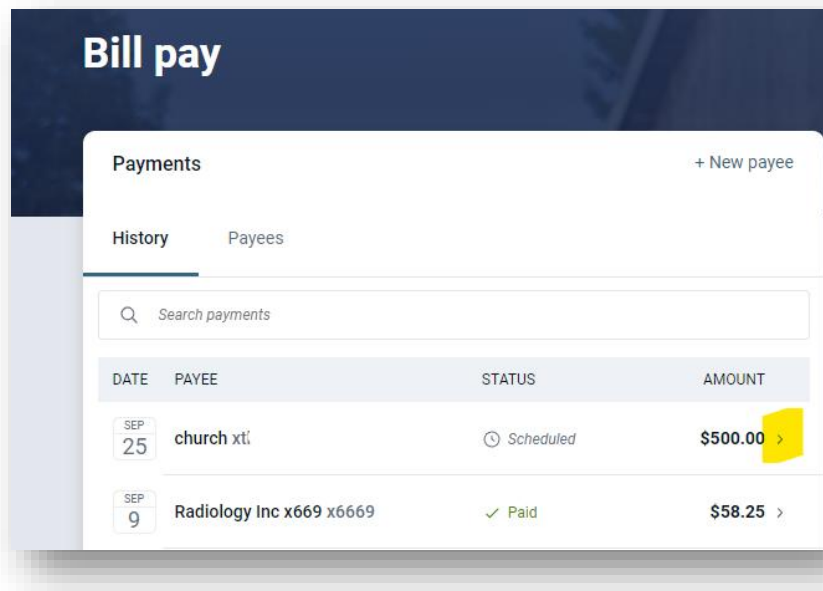 Bill pay
Payments + New payee
History Payees
Search payments
DATE PAYEE STATUS AMOUNT
SEP
25 church Scheduled $500.00 >
SEP
9 Radiology Inc x669 x6669 Paid $58.25 >